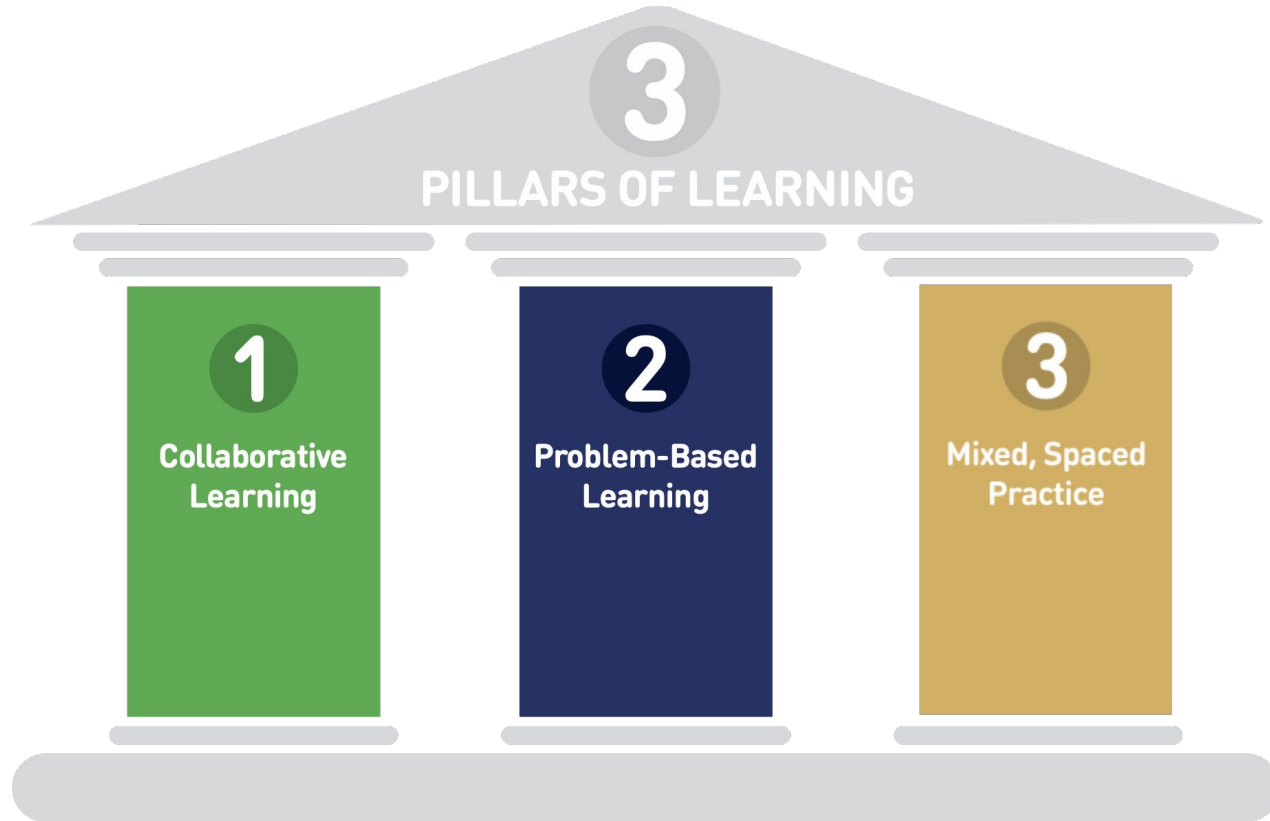 3
PILLARS OF LEARNING
1
Collaborative
Learning
2
Problem-Based
Learning
3
Mixed, Spaced
Practice